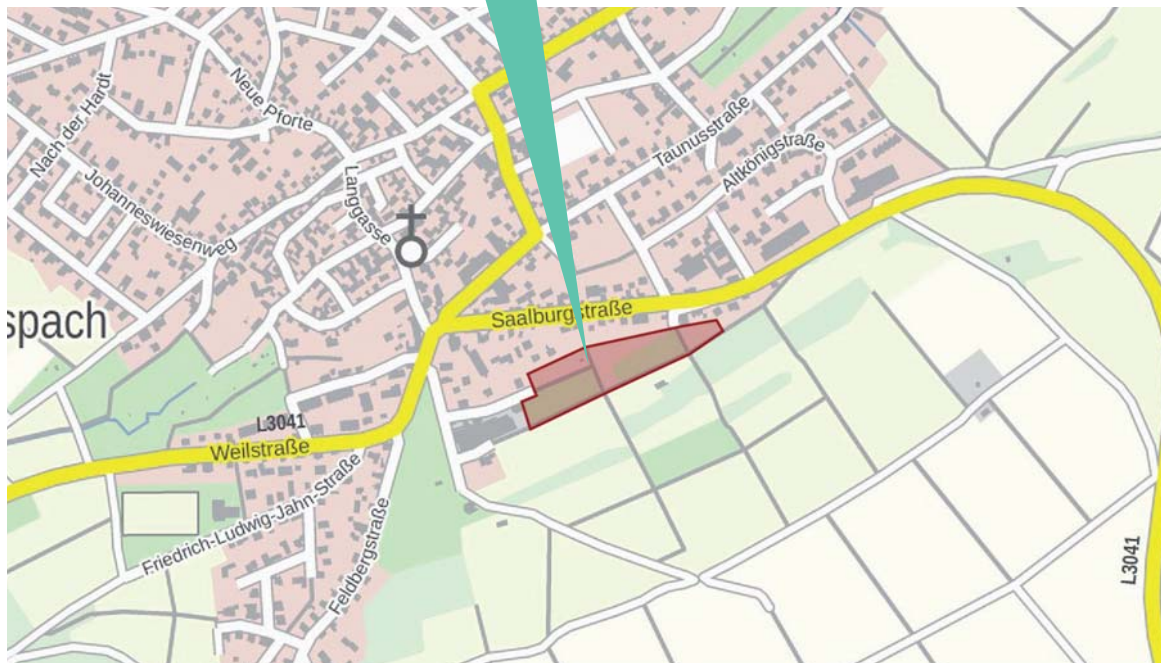 Neue Pforte
Nach der Hardt
Johanneswiesenweg
Langgasse
Taunusstraße
Altkönigstraße
spach
Saalburgstraße
L3041
Weilstraße
Friedrich-Ludwig-Jahn-Straße
Feldbergstraße
L3041